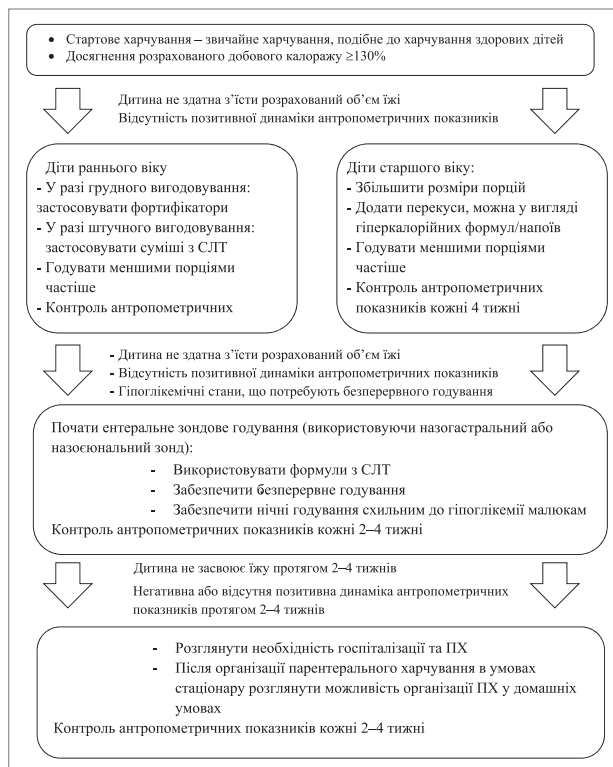 • Стартове харчування – звичайне харчування, подібне до харчування здорових дітей
• Досягнення розрахованого добового калоражу ≥130%
Дитина не здатна з’їсти розрахований об’єм їжі
Відсутність позитивної динаміки антропометричних показників
Діти раннього віку
- У разі грудного вигодовування:
застосовувати фортифікатори
- У разі штучного вигодовування:
застосовувати суміші з СЛТ
- Годувати меншими порціями
частіше
- Контроль антропометричних
Діти старшого віку:
- Збільшити розміри порцій
- Додати перекуси, можна у вигляді
гіперкалорійних формул/напоїв
- Годувати меншими порціями
частіше
- Контроль антропометричних
показників кожні 4 тижні
- Дитина не здатна з’їсти розрахований об’єм їжі
- Відсутність позитивної динаміки антропометричних показників
- Гіпоглікемічні стани, що потребують безперервного годування
Почати ентеральне зондове годування (використовуючи назогастральний або
назоєюнальний зонд):
- Використовувати формули з СЛТ
- Забезпечити безперервне годування
- Забезпечити нічні годування схильним до гіпоглікемії малюкам
Контроль антропометричних показників кожні 2–4 тижні
Дитина не засвоює їжу протягом 2–4 тижнів
Негативна або відсутня позитивна динаміка антропометричних
показників протягом 2–4 тижнів
- Розглянути необхідність госпіталізації та ПХ
- Після організації парентерального харчування в умовах
стаціонару розглянути можливість організації ПХ у домашніх
умовах
Контроль антропометричних показників кожні 2–4 тижні